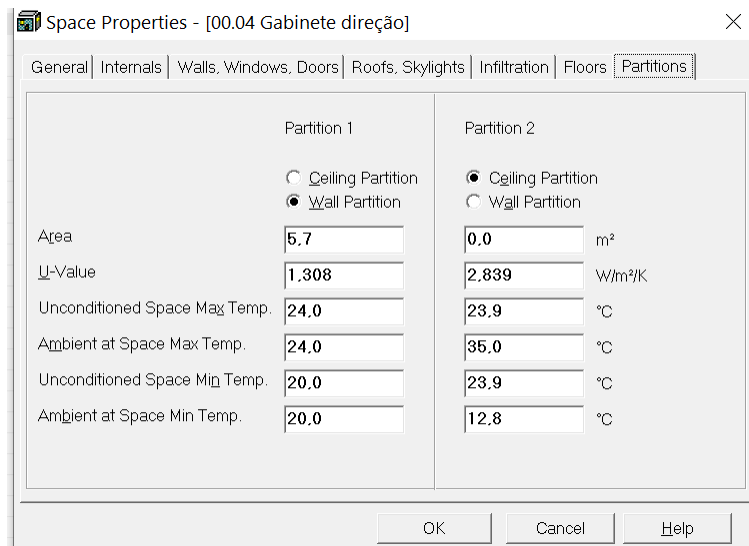 Space Properties - [00.04 Gabinete direção]
General Internals Walls, Windows, Doors Roofs, Skylights Infiltration Floors Partitions
Partition 1 Partition 2
Ceiling Partition Ceiling Partition
Wall Partition Wall Partition
Area 5,7 0,0 m²
U-Value 1,308 2,839 W/m²/K
Unconditioned Space Max Temp. 24,0 23,9 °C
Ambient at Space Max Temp. 24,0 35,0 °C
Unconditioned Space Min Temp. 20,0 23,9 °C
Ambient at Space Min Temp. 20,0 12,8 °C
OK Cancel Help